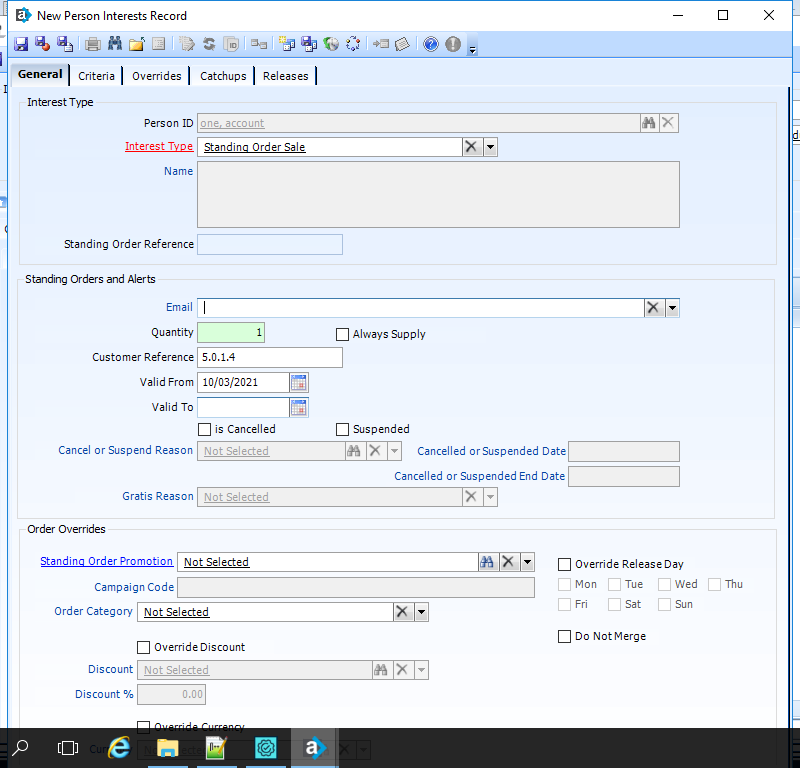 New Person Interests Record
General Criteria Overrides Catchups Releases
Interest Type
Person ID one, account
Interest Type Standing Order Sale
Name
Standing Order Reference
Standing Orders and Alerts
Email
Quantity 1 Always Supply
Customer Reference 5.0.1.4
Valid From 10/03/2021
Valid To
is Cancelled Suspended
Cancel or Suspend Reason Not Selected Cancelled or Suspended Date
Cancelled or Suspended End Date
Gratis Reason Not Selected
Order Overrides
Standing Order Promotion Not Selected Override Release Day
Campaign Code Mon Tue Wed Thu
Order Category Not Selected Fri Sat Sun
Do Not Merge
Override Discount
Discount Not Selected
Discount % 0.00
Override Currency